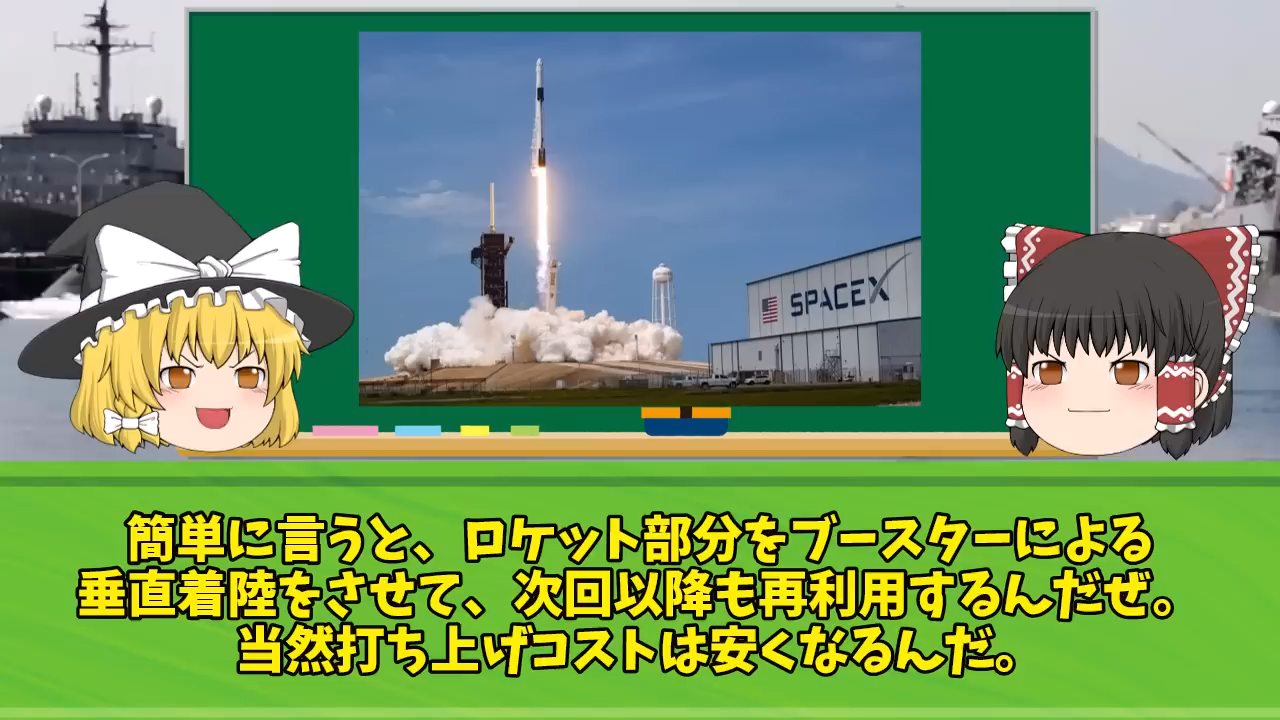 SPACEX
簡単に言うと、ロケット部分をブースターによる
垂直着陸をさせて、次回以降も再利用するんだぜ。
当然打ち上げコストは安くなるんだ。